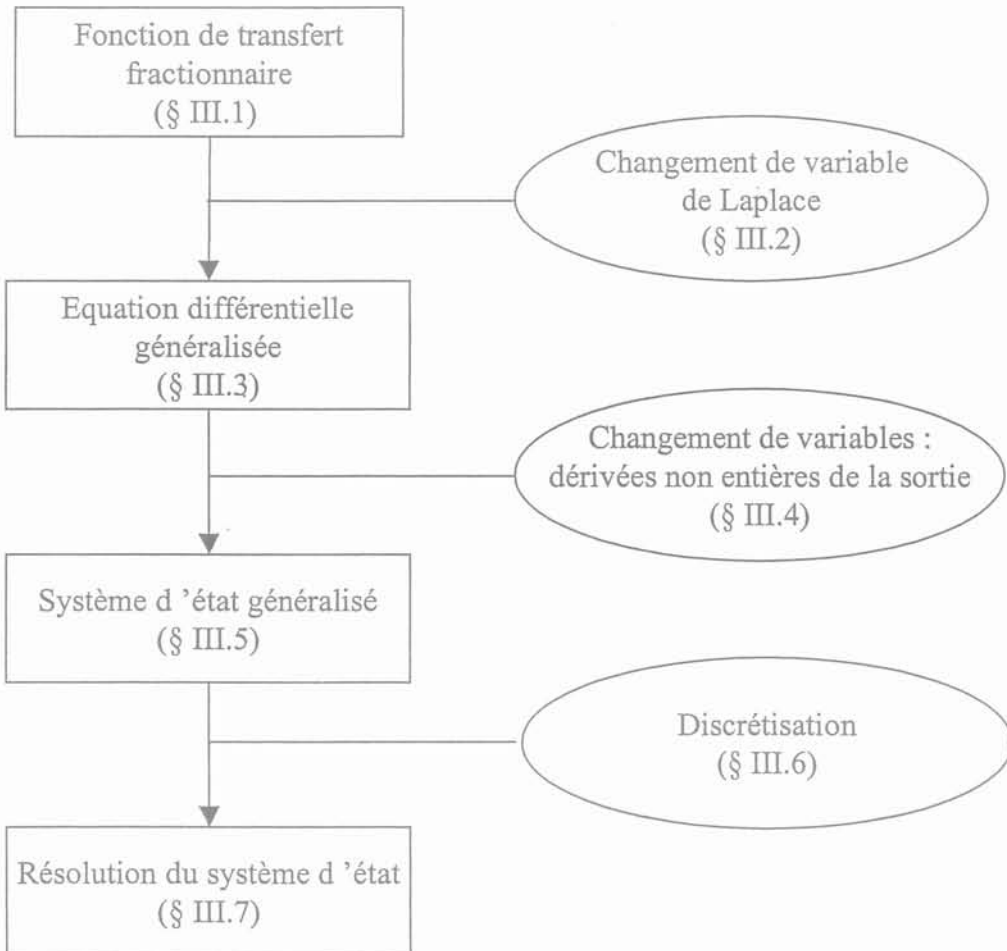 Fonction de transfert
fractionnaire
(§ III.1)
Changement de variable
de Laplace
(§ III.2)
Equation différentielle
généralisée
(§ III.3)
Changement de variables :
dérivées non entières de la sortie
(§ III.4)
Système d ’état généralisé
(§ III.5)
Discrétisation
(§ III.6)
Résolution du système d ’état
(§ III.7)